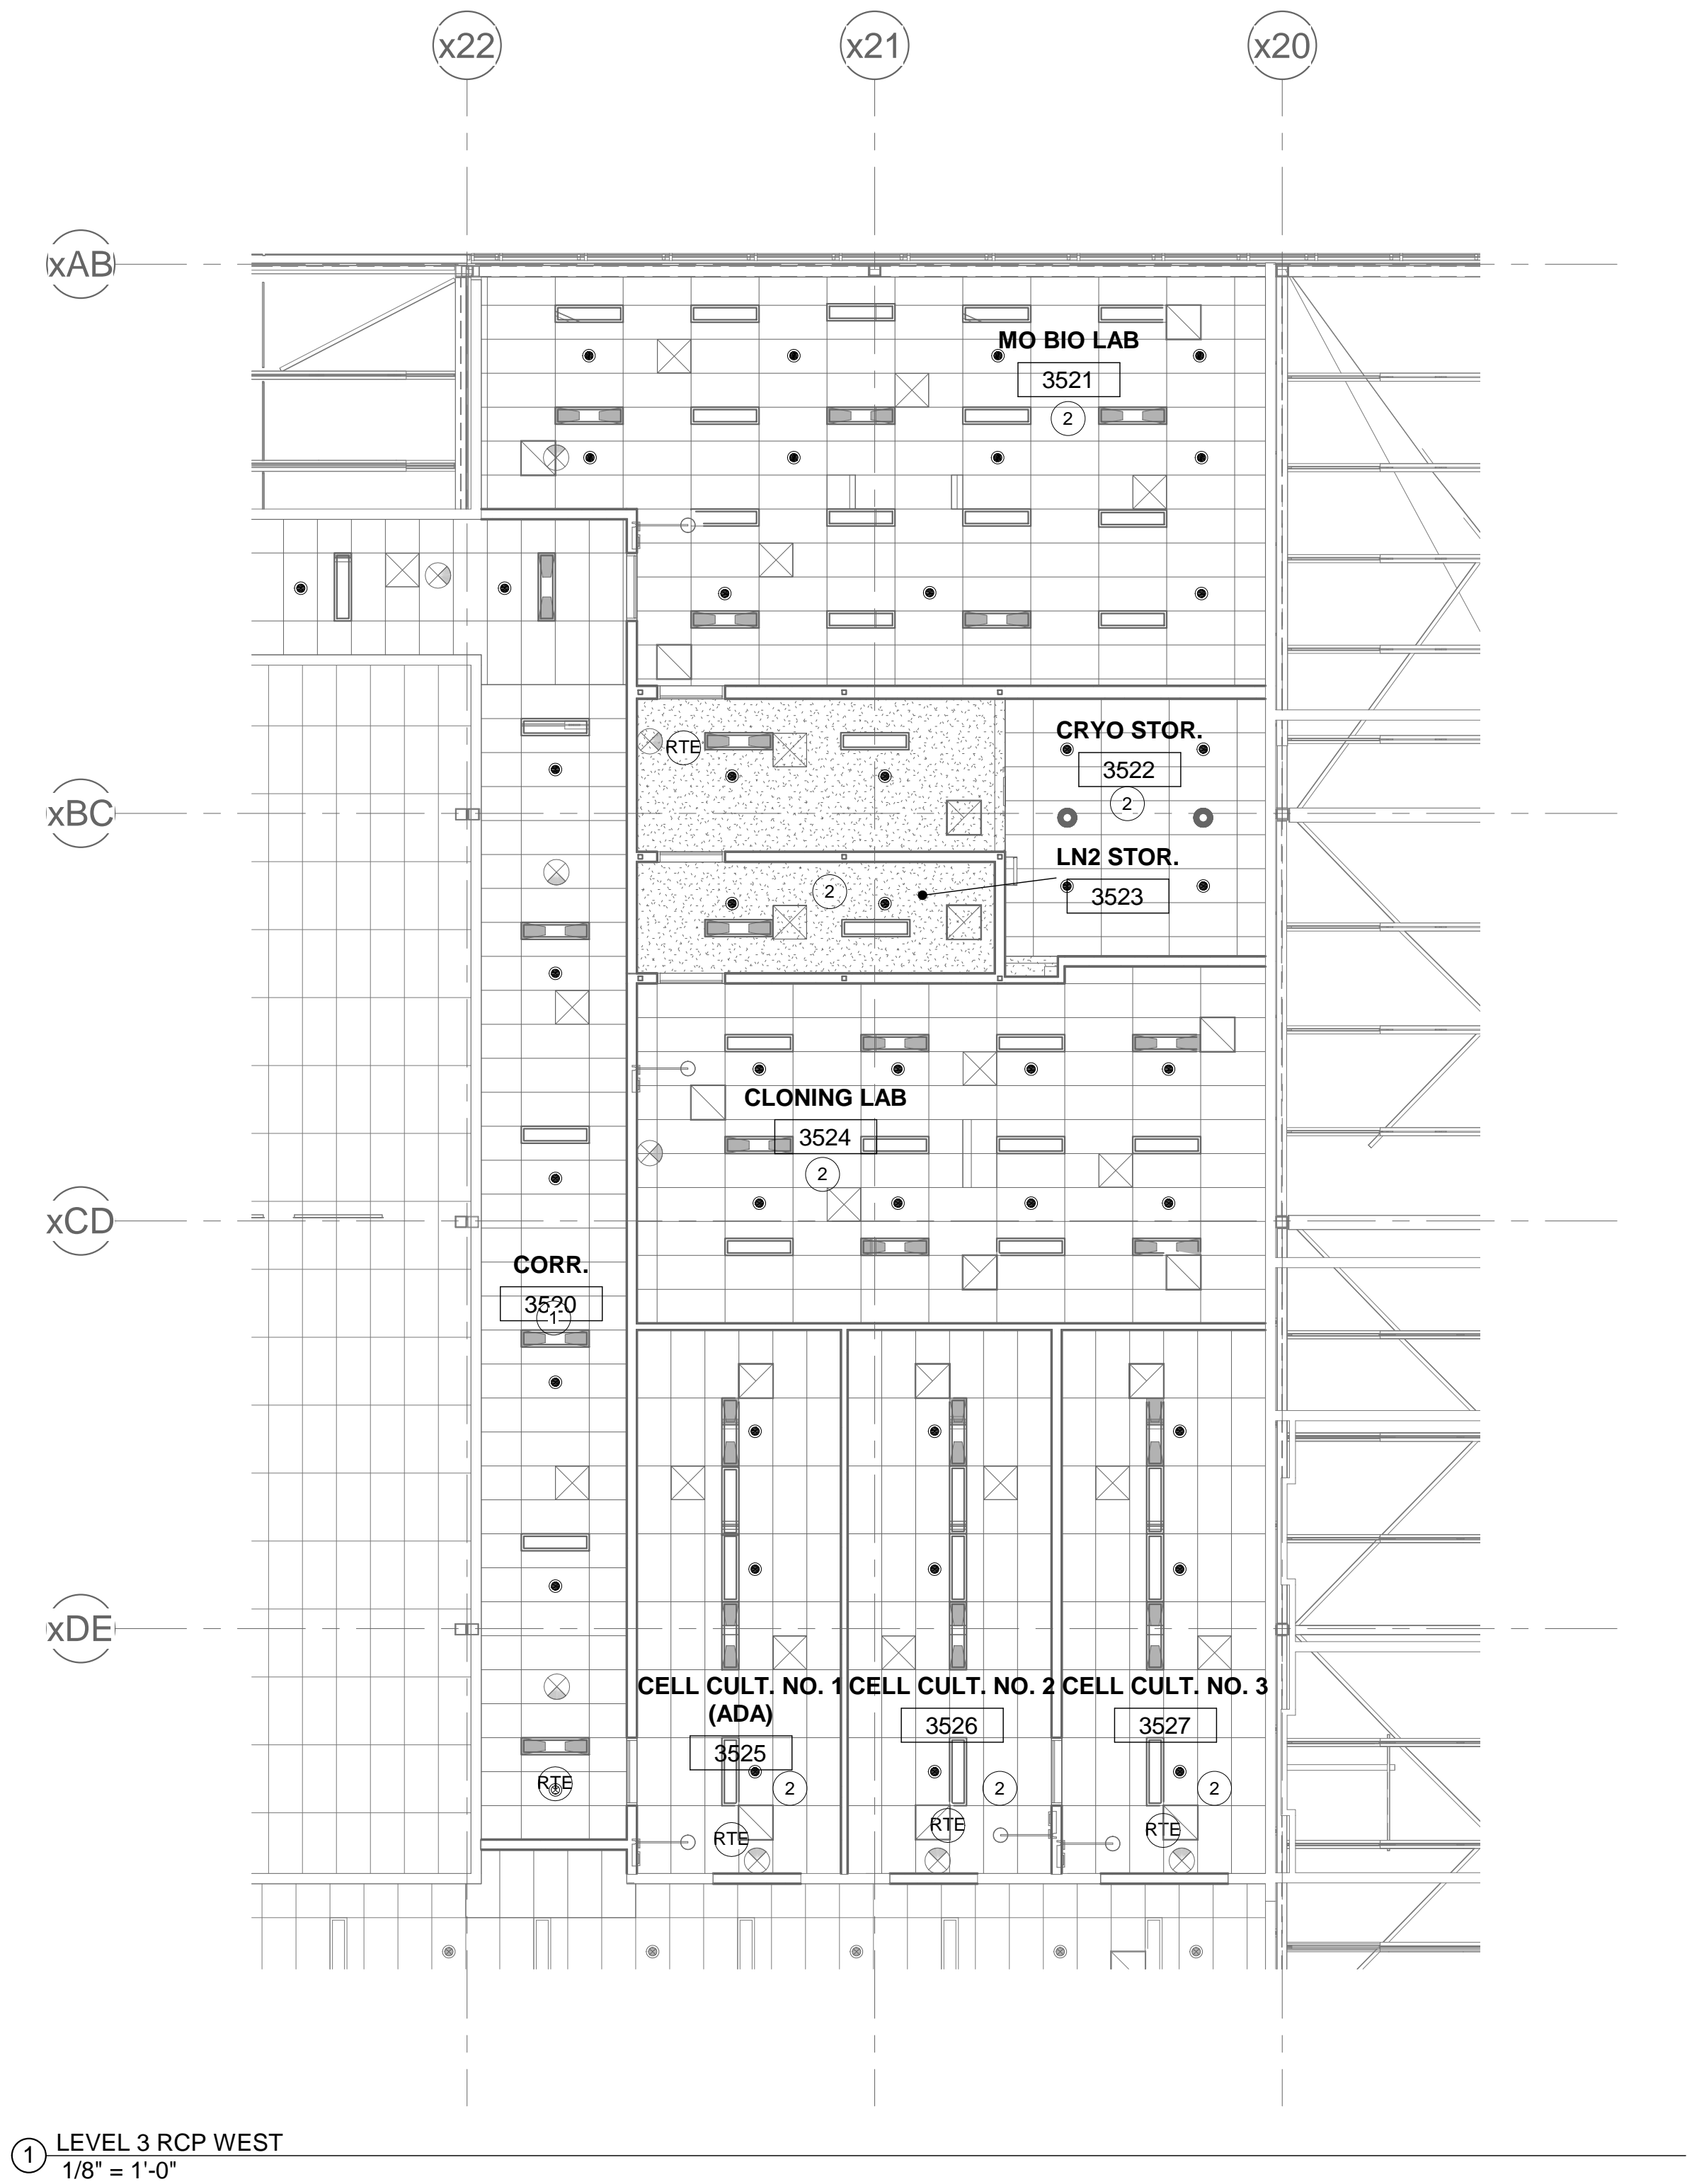 x22
x21
x20
xAB
MO BIO LAB
3521
2
CRYO STOR.
RTE
3522
2
xBC
LN2 STOR.
2
3523
CLONING LAB
3524
2
xCD
CORR.
3520
1
xDE
CELL CULT. NO. 1
(ADA)
3525
2
CELL CULT. NO. 2
3526
2
CELL CULT. NO. 3
3527
2
RTE
RTE
RTE
RTE
1
LEVEL 3 RCP WEST
1/8" = 1'-0"